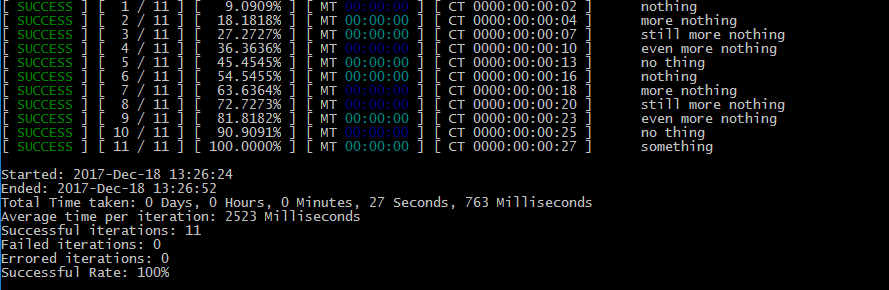 [ SUCCESS ] [  1 / 11 ] [   9.0909% ] [ MT 00:00:00 ] [ CT 0000:00:00:02 ]      nothing
[ SUCCESS ] [  2 / 11 ] [  18.1818% ] [ MT 00:00:00 ] [ CT 0000:00:00:04 ]      more nothing
[ SUCCESS ] [  3 / 11 ] [  27.2727% ] [ MT 00:00:00 ] [ CT 0000:00:00:07 ]      still more nothing
[ SUCCESS ] [  4 / 11 ] [  36.3636% ] [ MT 00:00:00 ] [ CT 0000:00:00:10 ]      even more nothing
[ SUCCESS ] [  5 / 11 ] [  45.4545% ] [ MT 00:00:00 ] [ CT 0000:00:00:13 ]      no thing
[ SUCCESS ] [  6 / 11 ] [  54.5455% ] [ MT 00:00:00 ] [ CT 0000:00:00:16 ]      nothing
[ SUCCESS ] [  7 / 11 ] [  63.6364% ] [ MT 00:00:00 ] [ CT 0000:00:00:18 ]      more nothing
[ SUCCESS ] [  8 / 11 ] [  72.7273% ] [ MT 00:00:00 ] [ CT 0000:00:00:20 ]      still more nothing
[ SUCCESS ] [  9 / 11 ] [  81.8182% ] [ MT 00:00:00 ] [ CT 0000:00:00:23 ]      even more nothing
[ SUCCESS ] [ 10 / 11 ] [  90.9091% ] [ MT 00:00:00 ] [ CT 0000:00:00:25 ]      no thing
[ SUCCESS ] [ 11 / 11 ] [ 100.0000% ] [ MT 00:00:00 ] [ CT 0000:00:00:27 ]      something
Started: 2017-Dec-18 13:26:24
Ended: 2017-Dec-18 13:26:52
Total Time taken: 0 Days, 0 Hours, 0 Minutes, 27 Seconds, 763 Milliseconds
Average time per iteration: 2523 Milliseconds
Successful iterations: 11
Failed iterations: 0
Errored iterations: 0
Successful Rate: 100%